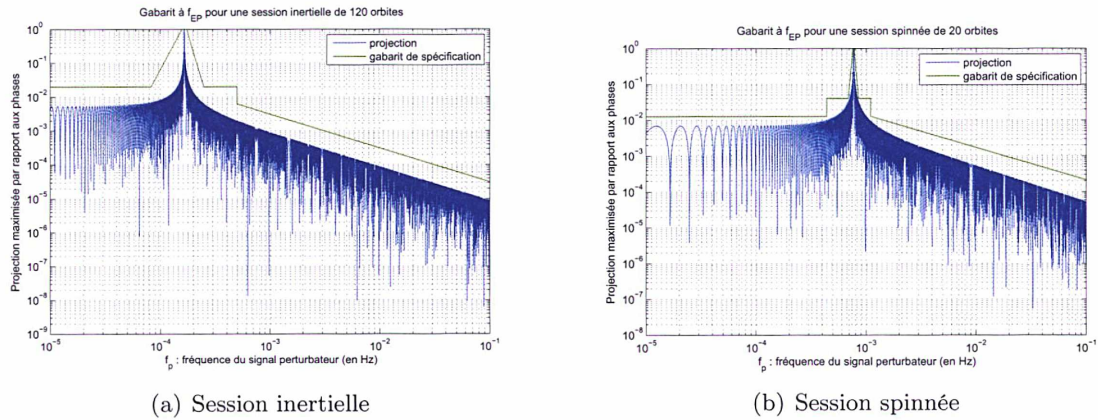 Gabarit à fEP pour une session inertielle de 120 orbites
projection
gabarit de spécification
Projection maximisée par rapport aux phases
10^0
10^-1
10^-2
10^-3
10^-4
10^-5
10^-6
10^-7
10^-8
10^-9
10^-5
10^-4
10^-3
10^-2
10^-1
fp : fréquence du signal perturbateur (en Hz)
(a) Session inertielle
Gabarit à fEP pour une session spinnée de 20 orbites
projection
gabarit de spécification
Projection maximisée par rapport aux phases
10^0
10^-1
10^-2
10^-3
10^-4
10^-5
10^-6
10^-7
10^-8
10^-5
10^-4
10^-3
10^-2
10^-1
fp : fréquence du signal perturbateur (en Hz)
(b) Session spinnée